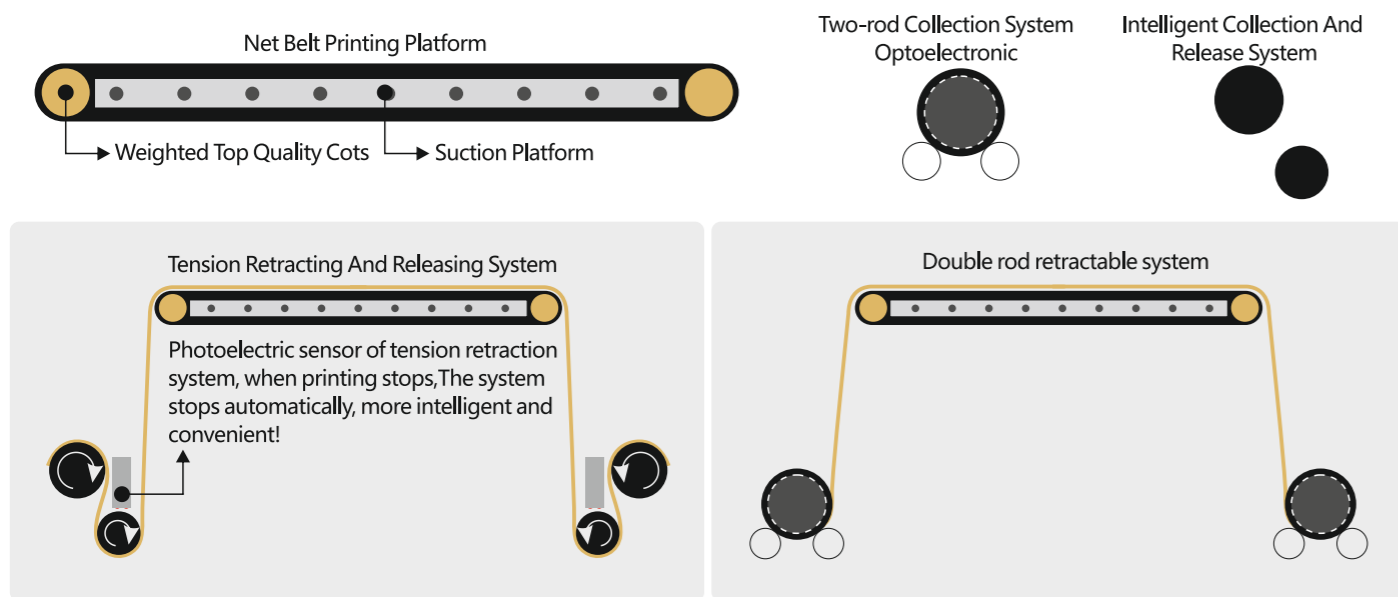 Net Belt Printing Platform
Weighted Top Quality Cots
Suction Platform
Two-rod Collection System
Optoelectronic
Intelligent Collection And
Release System
Tension Retracting And Releasing System
Photoelectric sensor of tension retraction
system, when printing stops,The system
stops automatically, more intelligent and
convenient!
Double rod retractable system